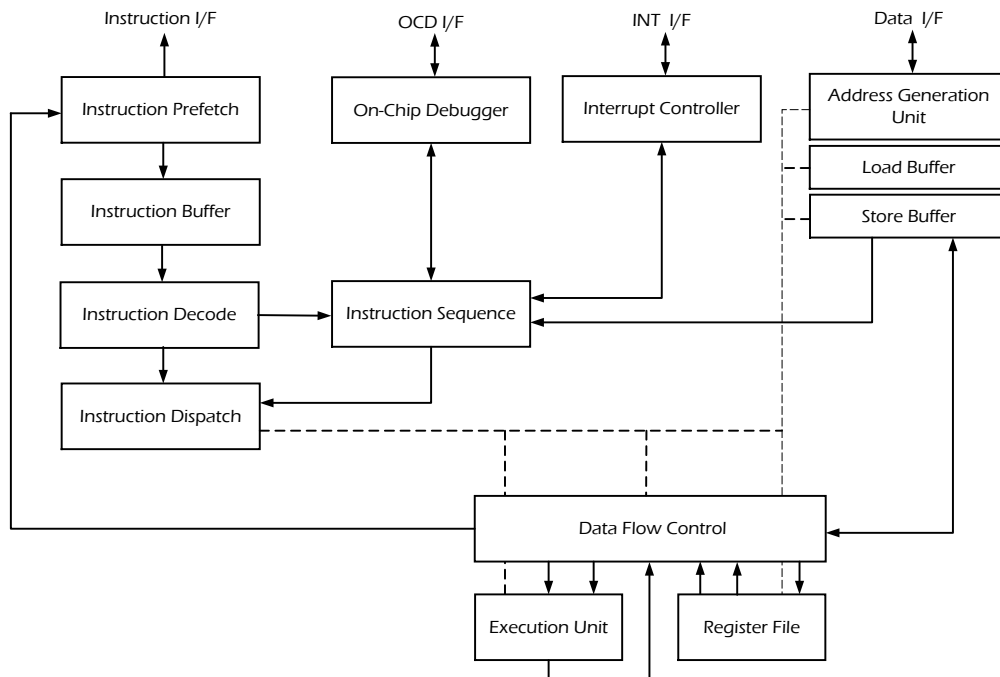 Instruction I/F
OCD I/F
INT I/F
Data I/F
Instruction Prefetch
On-Chip Debugger
Interrupt Controller
Address Generation
Unit
Load Buffer
Instruction Buffer
Store Buffer
Instruction Decode
Instruction Sequence
Instruction Dispatch
Data Flow Control
Execution Unit
Register File